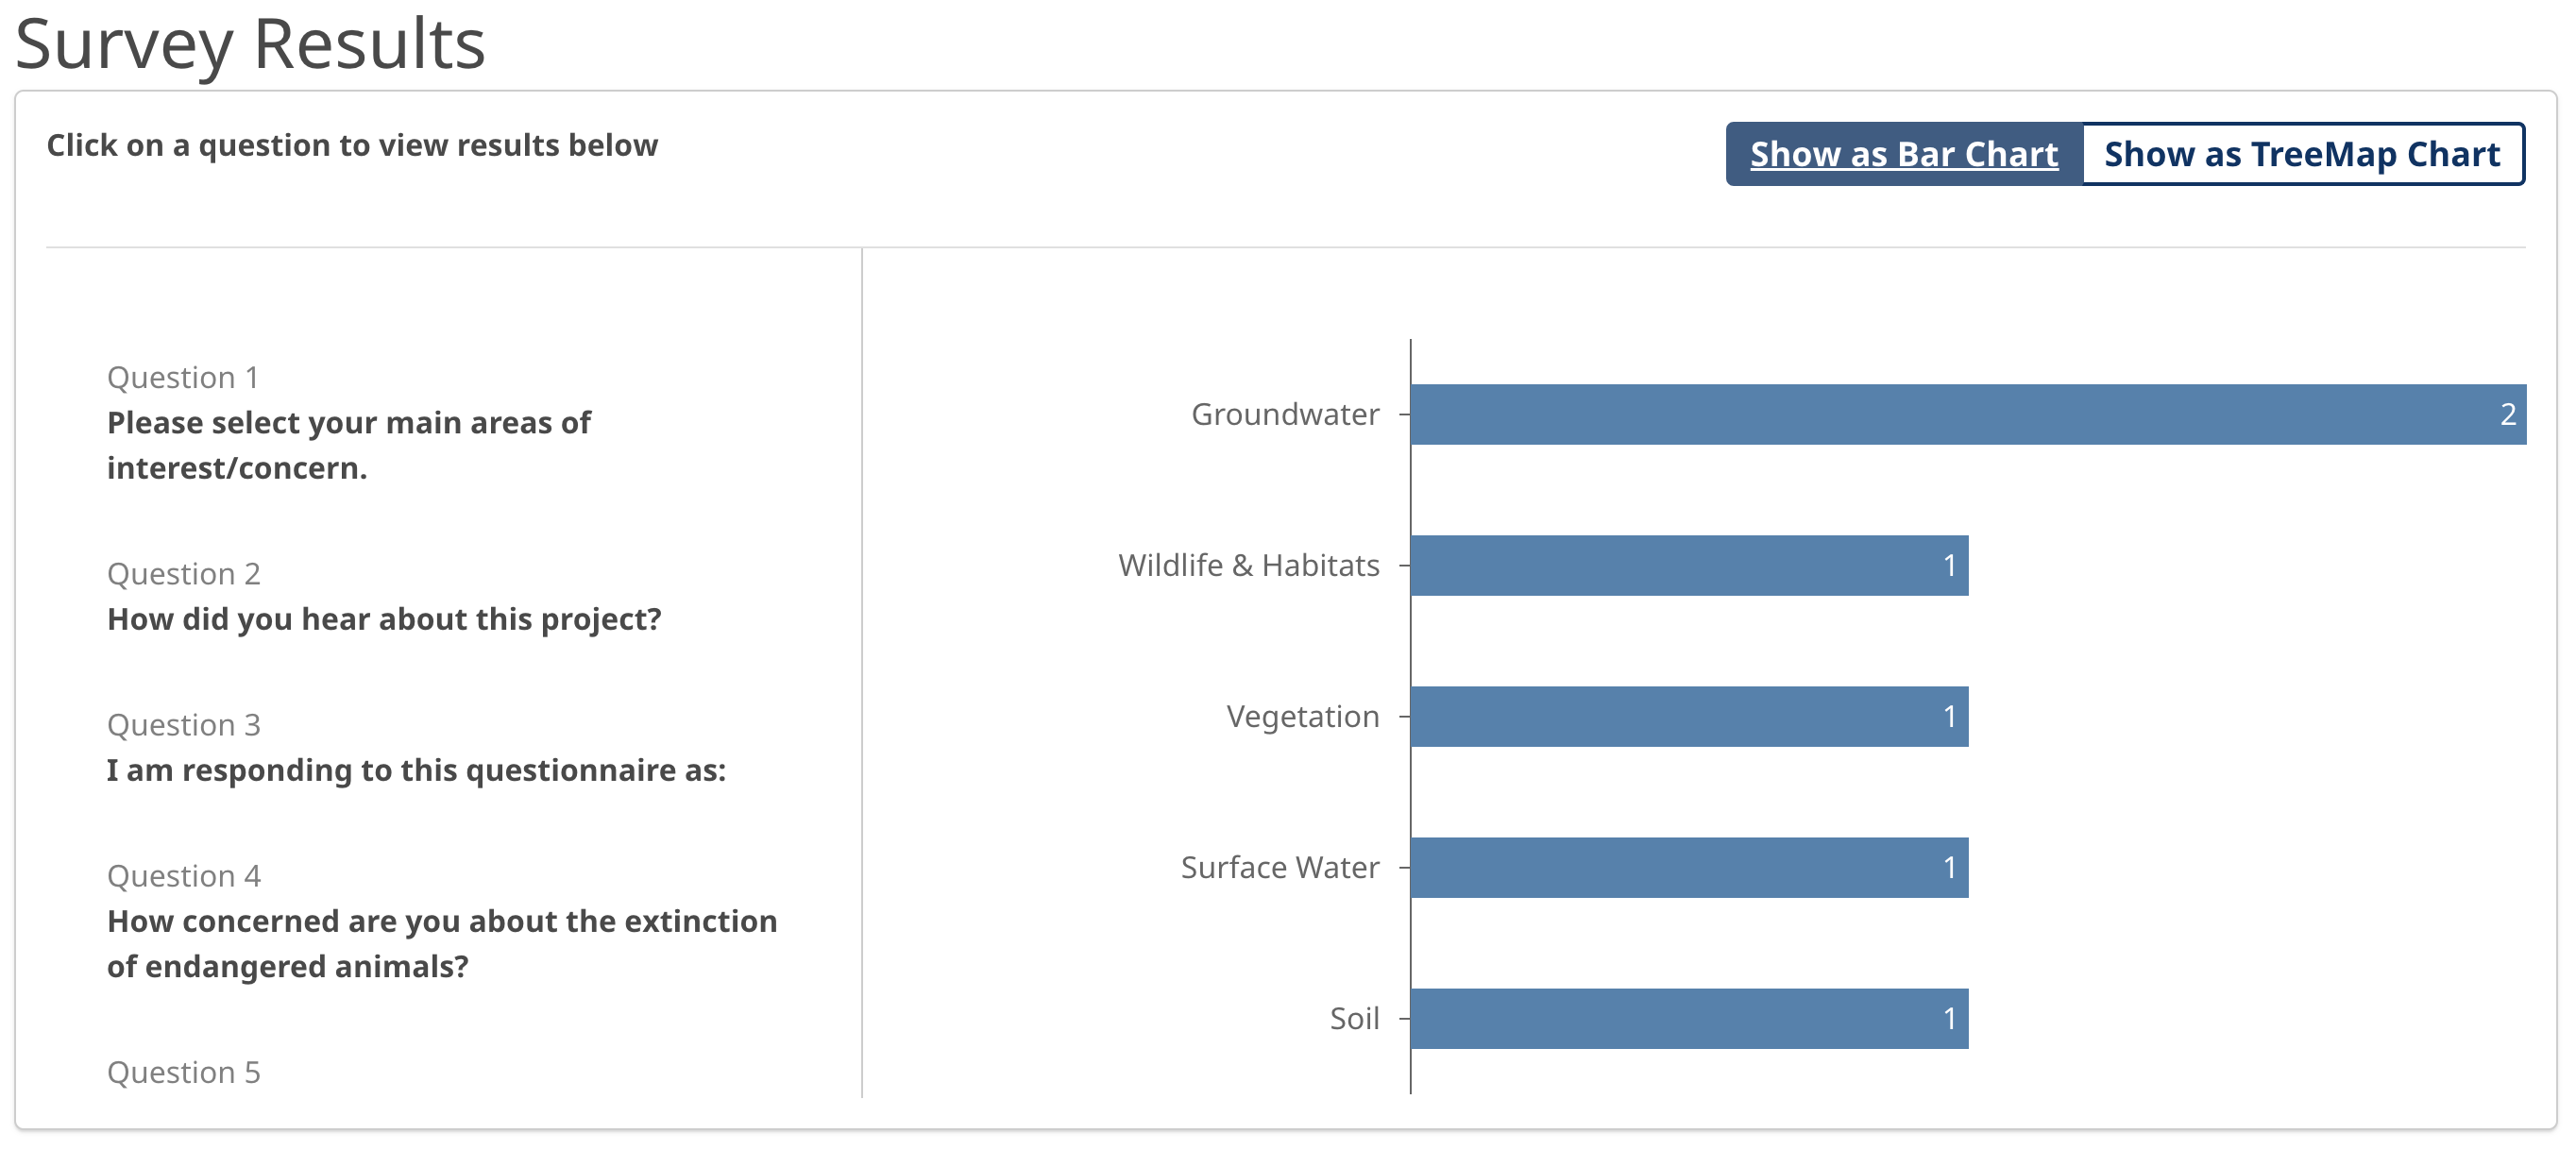 Survey Results
Click on a question to view results below
Show as Bar Chart
Show as TreeMap Chart
Question 1
Please select your main areas of
interest/concern.
Question 2
How did you hear about this project?
Question 3
I am responding to this questionnaire as:
Question 4
How concerned are you about the extinction
of endangered animals?
Question 5
Groundwater 2
Wildlife & Habitats 1
Vegetation 1
Surface Water 1
Soil 1